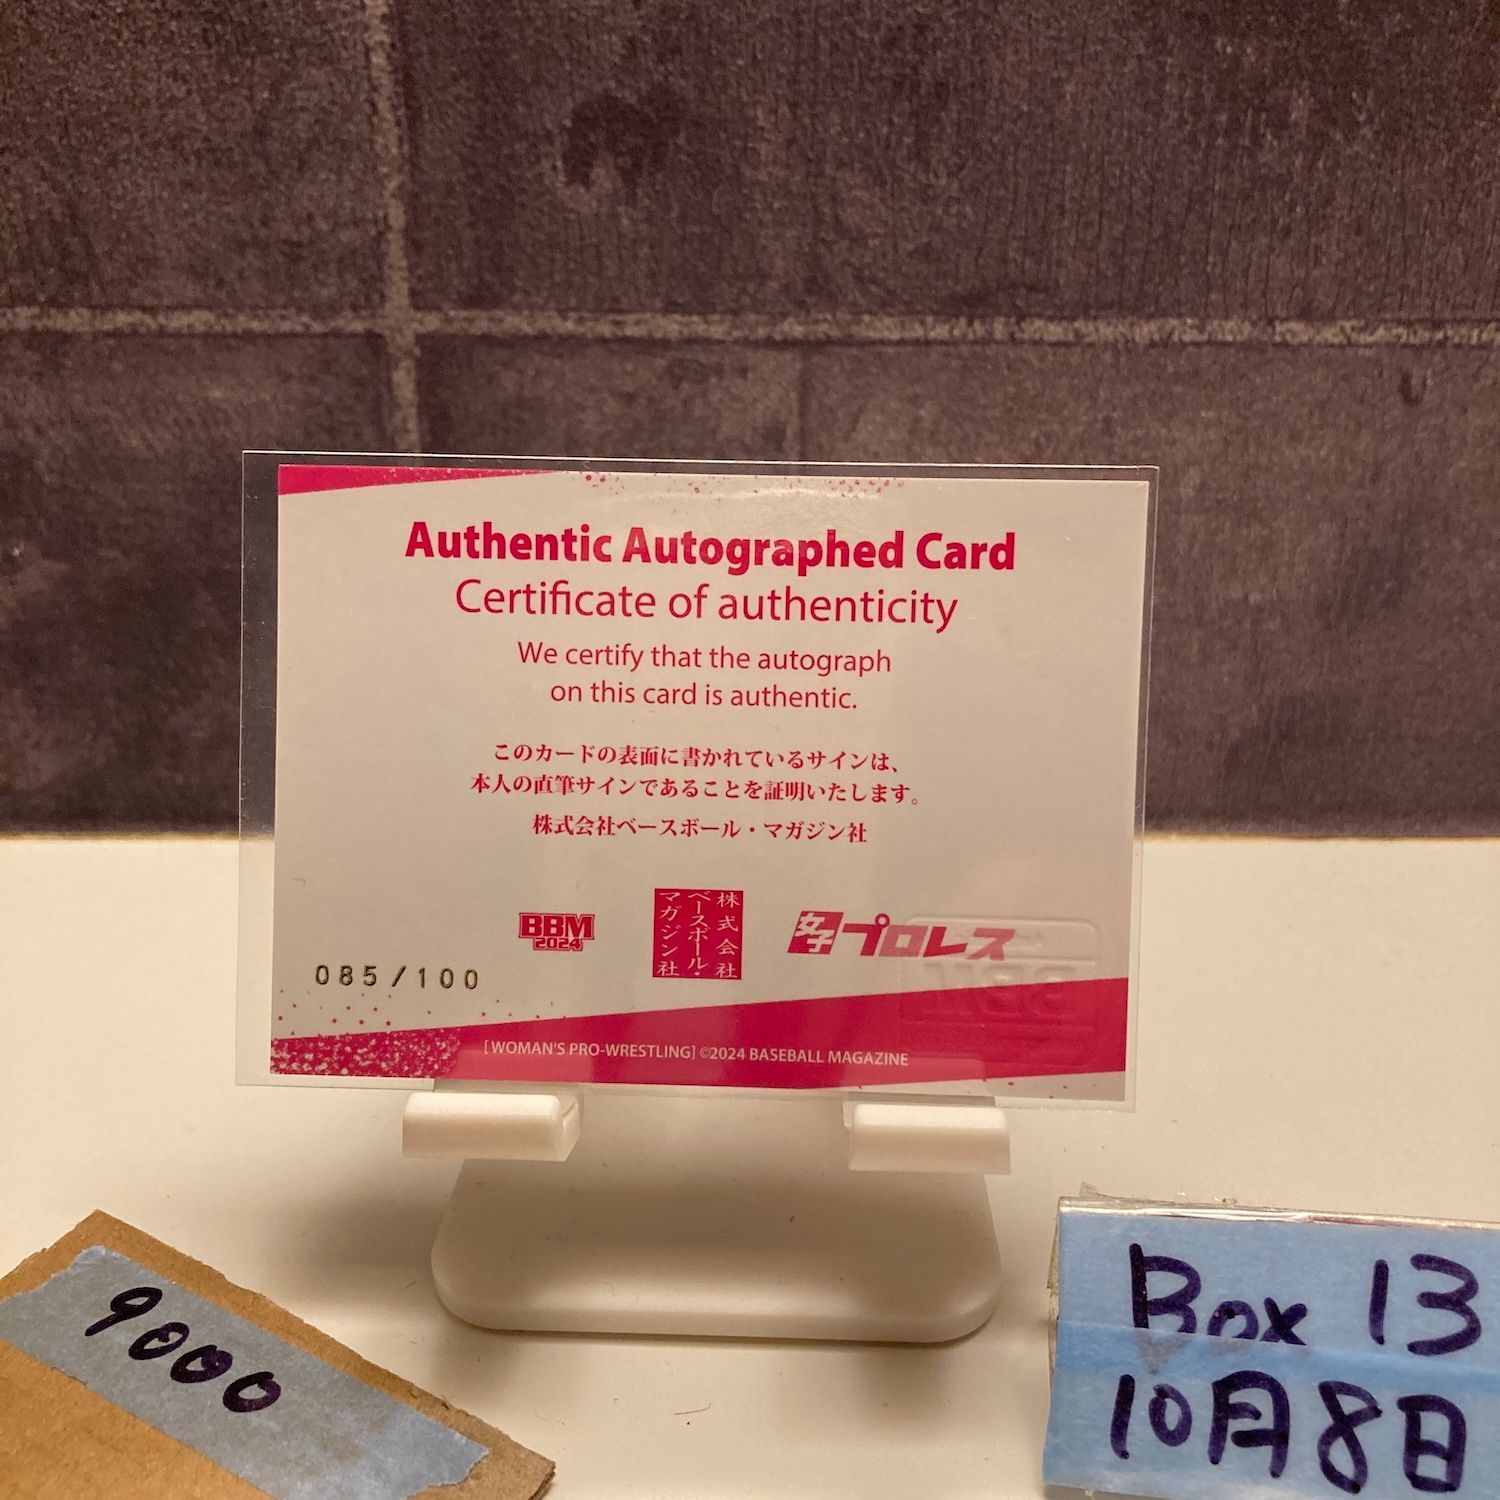 Authentic Autographed Card
Certificate of authenticity
We certify that the autograph
on this card is authentic.
このカードの表面に書かれているサインは、
本人の直筆サインであることを証明いたします。
株式会社ベースボール・マガジン社
BBM
2024
株式会社
ベースボール・
マガジン社
女子プロレス
085/100
[WOMAN'S PRO-WRESTLING] ©2024 BASEBALL MAGAZINE
9000
Box 13
10月8日